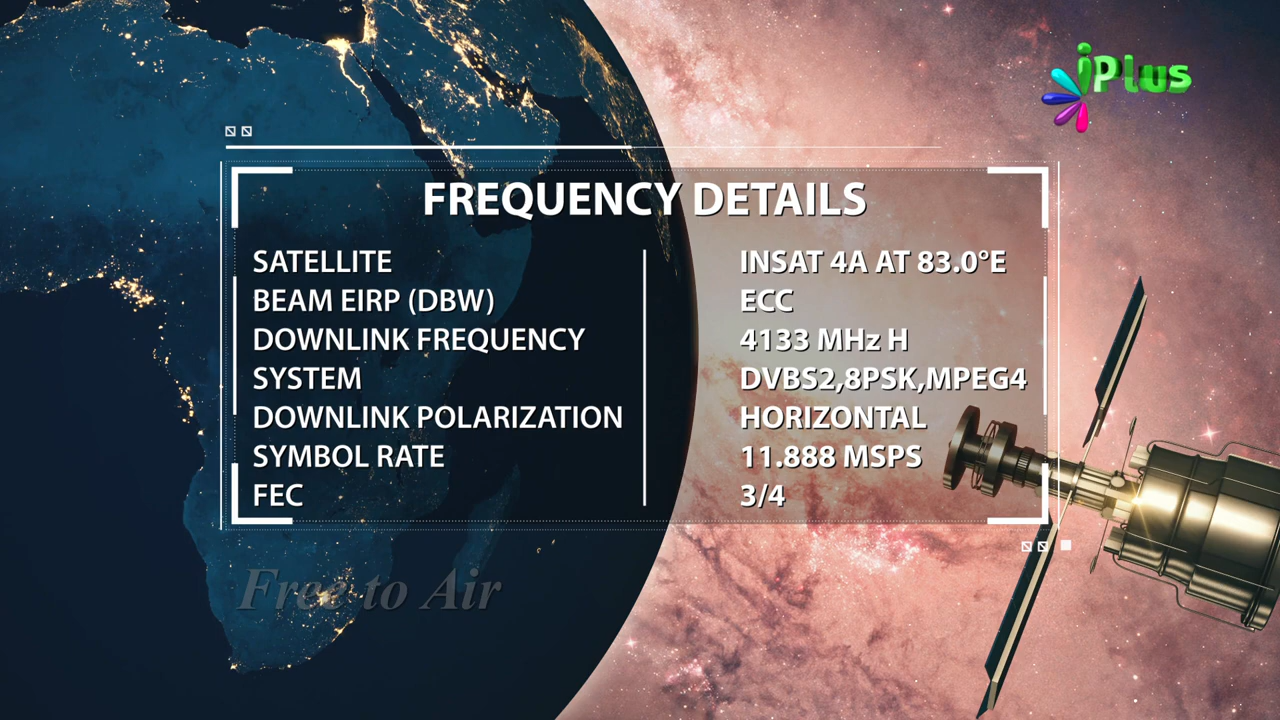 iPlus
FREQUENCY DETAILS
SATELLITE INSAT 4A AT 83.0°E
BEAM EIRP (DBW) ECC
DOWNLINK FREQUENCY 4133 MHz H
SYSTEM DVBS2,8PSK,MPEG4
DOWNLINK POLARIZATION HORIZONTAL
SYMBOL RATE 11.888 MSPS
FEC 3/4
Free to Air